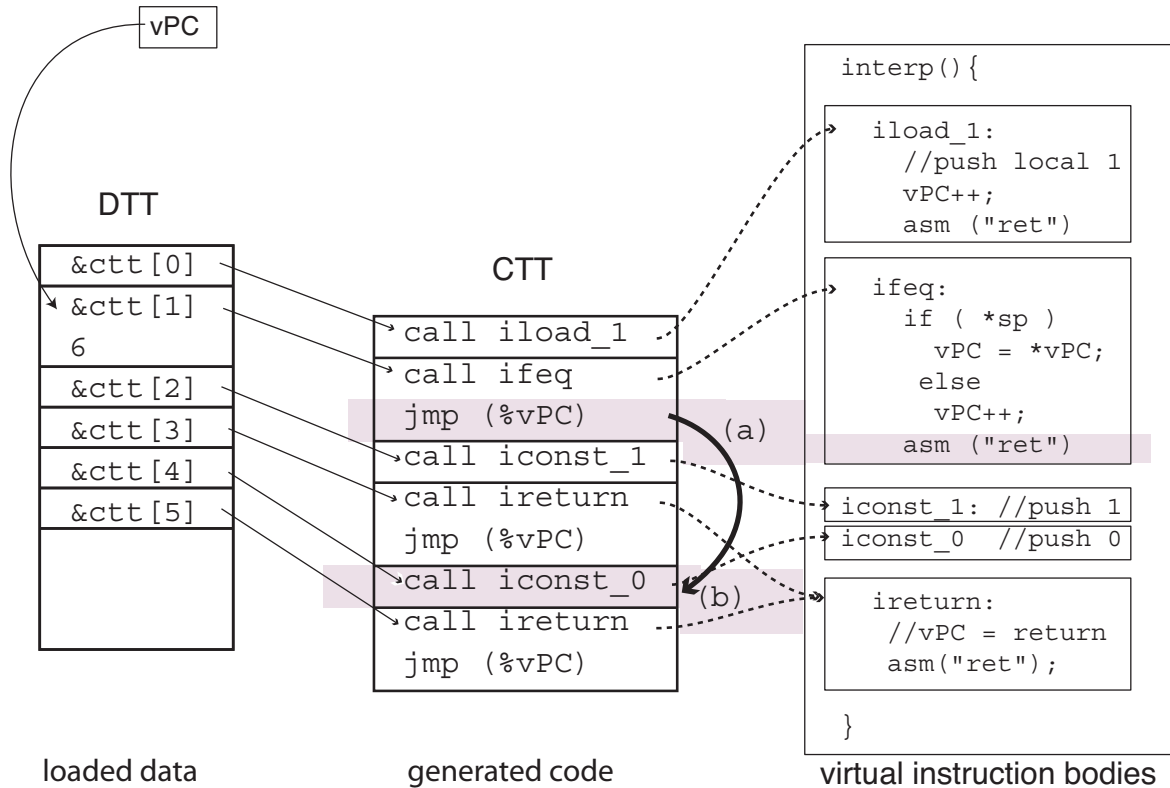 vPC
DTT
&ctt[0]
&ctt[1]
6
&ctt[2]
&ctt[3]
&ctt[4]
&ctt[5]
loaded data
CTT
call iload_1
call ifeq
jmp (%vPC)
call iconst_1
call ireturn
jmp (%vPC)
call iconst_0
call ireturn
jmp (%vPC)
(a)
(b)
generated code
interp(){
iload_1:
//push local 1
vPC++;
asm ("ret")
ifeq:
if ( *sp )
vPC = *vPC;
else
vPC++;
asm ("ret")
iconst_1: //push 1
iconst_0 //push 0
ireturn:
//vPC = return
asm("ret");
}
virtual instruction bodies